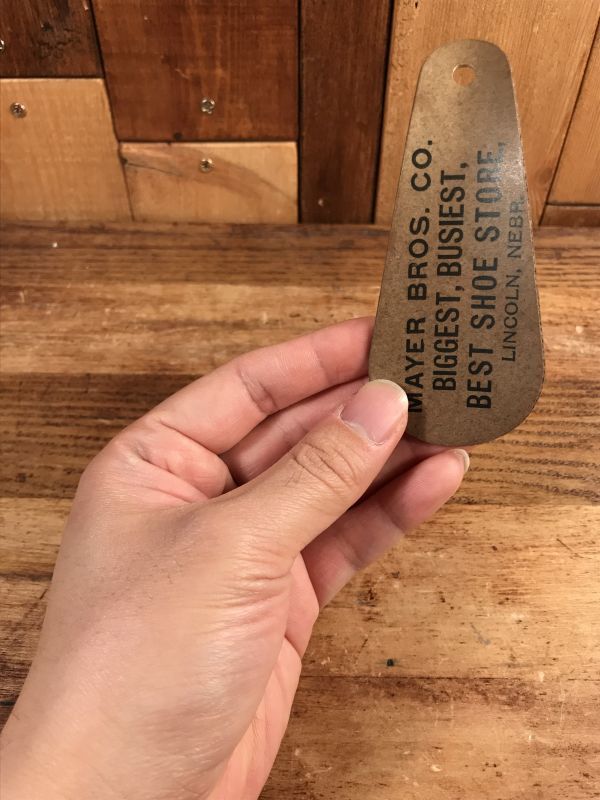 MAYER BROS. CO.
BIGGEST, BUSIEST,
BEST SHOE STORE,
LINCOLN, NEBR.